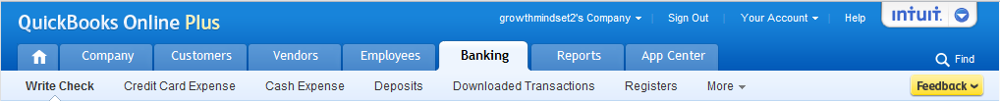 QuickBooks Online Plus growthmindset2's Company Sign Out Your Account Help intuit.
Company Customers Vendors Employees Banking Reports App Center Find
Write Check Credit Card Expense Cash Expense Deposits Downloaded Transactions Registers More Feedback